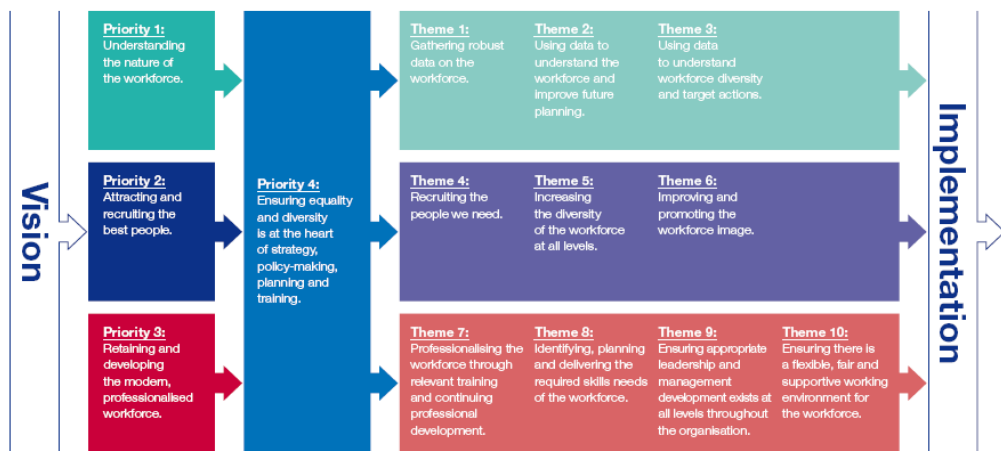 Vision
Priority 1:
Understanding
the nature of
the workforce.
Priority 2:
Attracting and
recruiting the
best people.
Priority 3:
Retaining and
developing
the modern,
professionalised
workforce.
Priority 4:
Ensuring equality
and diversity
is at the heart
of strategy,
policy-making,
planning and
training.
Theme 1:
Gathering robust
data on the
workforce.
Theme 2:
Using data to
understand the
workforce and
improve future
planning.
Theme 3:
Using data
to understand
workforce diversity
and target actions.
Theme 4:
Recruiting the
people we need.
Theme 5:
Increasing
the diversity
of the workforce
at all levels.
Theme 6:
Improving and
promoting the
workforce image.
Theme 7:
Professionalising the
workforce through
relevant training
and continuing
professional
development.
Theme 8:
Identifying, planning
and delivering the
required skills needs
of the workforce.
Theme 9:
Ensuring appropriate
leadership and
management
development exists at
all levels throughout
the organisation.
Theme 10:
Ensuring there is
a flexible, fair and
supportive working
environment for
the workforce.
Implementation